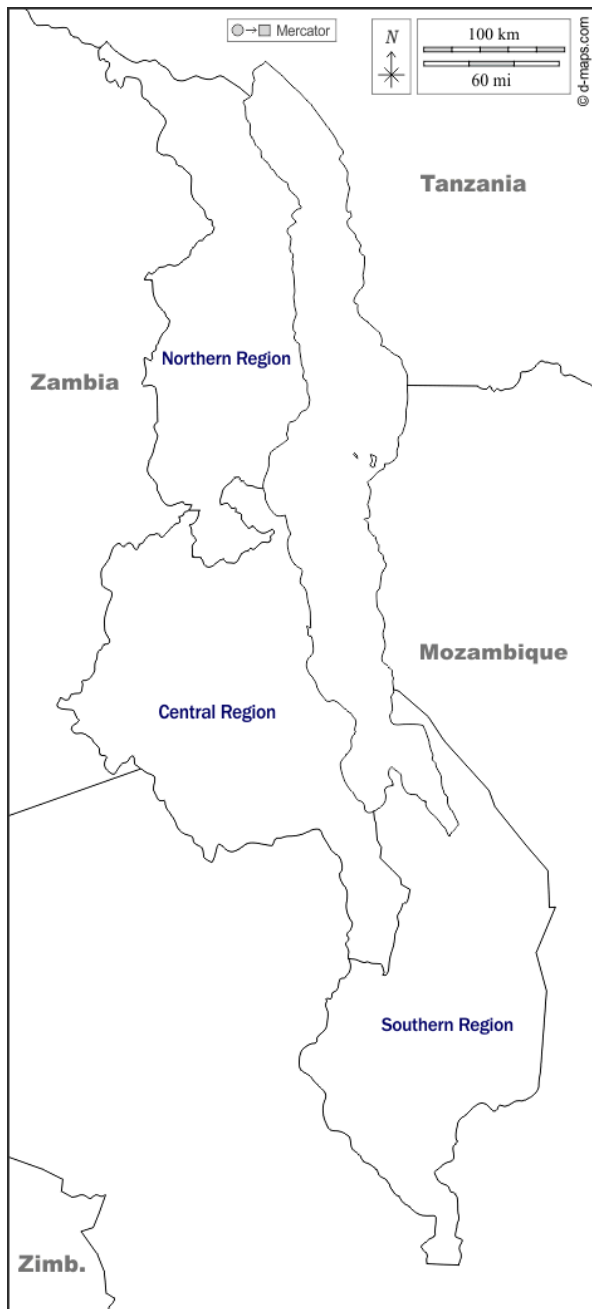 Mercator
N
100 km
60 mi
© d-maps.com
Tanzania
Northern Region
Zambia
Mozambique
Central Region
Southern Region
Zimb.